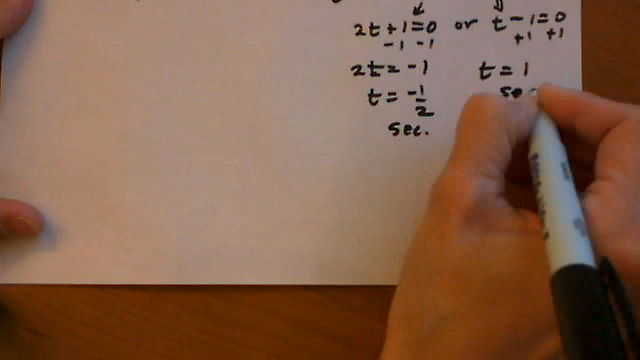 2t+1=0 or t-1=0
-1 -1 +1 +1
2t=-1 t=1
t=-1/2
sec.